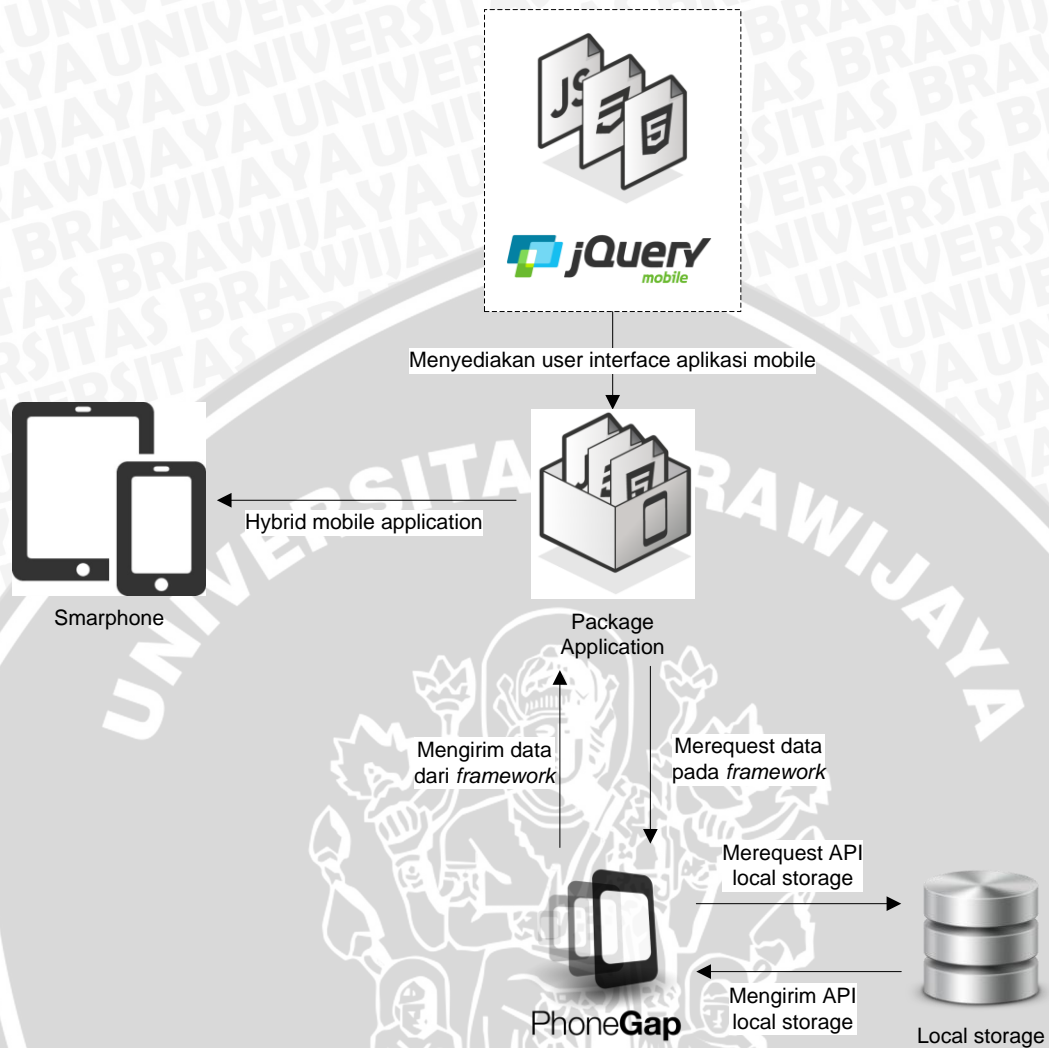 JS
jQuery
mobile
Menyediakan user interface aplikasi mobile
Hybrid mobile application
Smarphone
Package
Application
Mengirim data
dari framework
Merequest data
pada framework
Merequest API
local storage
Mengirim API
local storage
PhoneGap
Local storage
UNIVERSITAS BRAWIJAYA